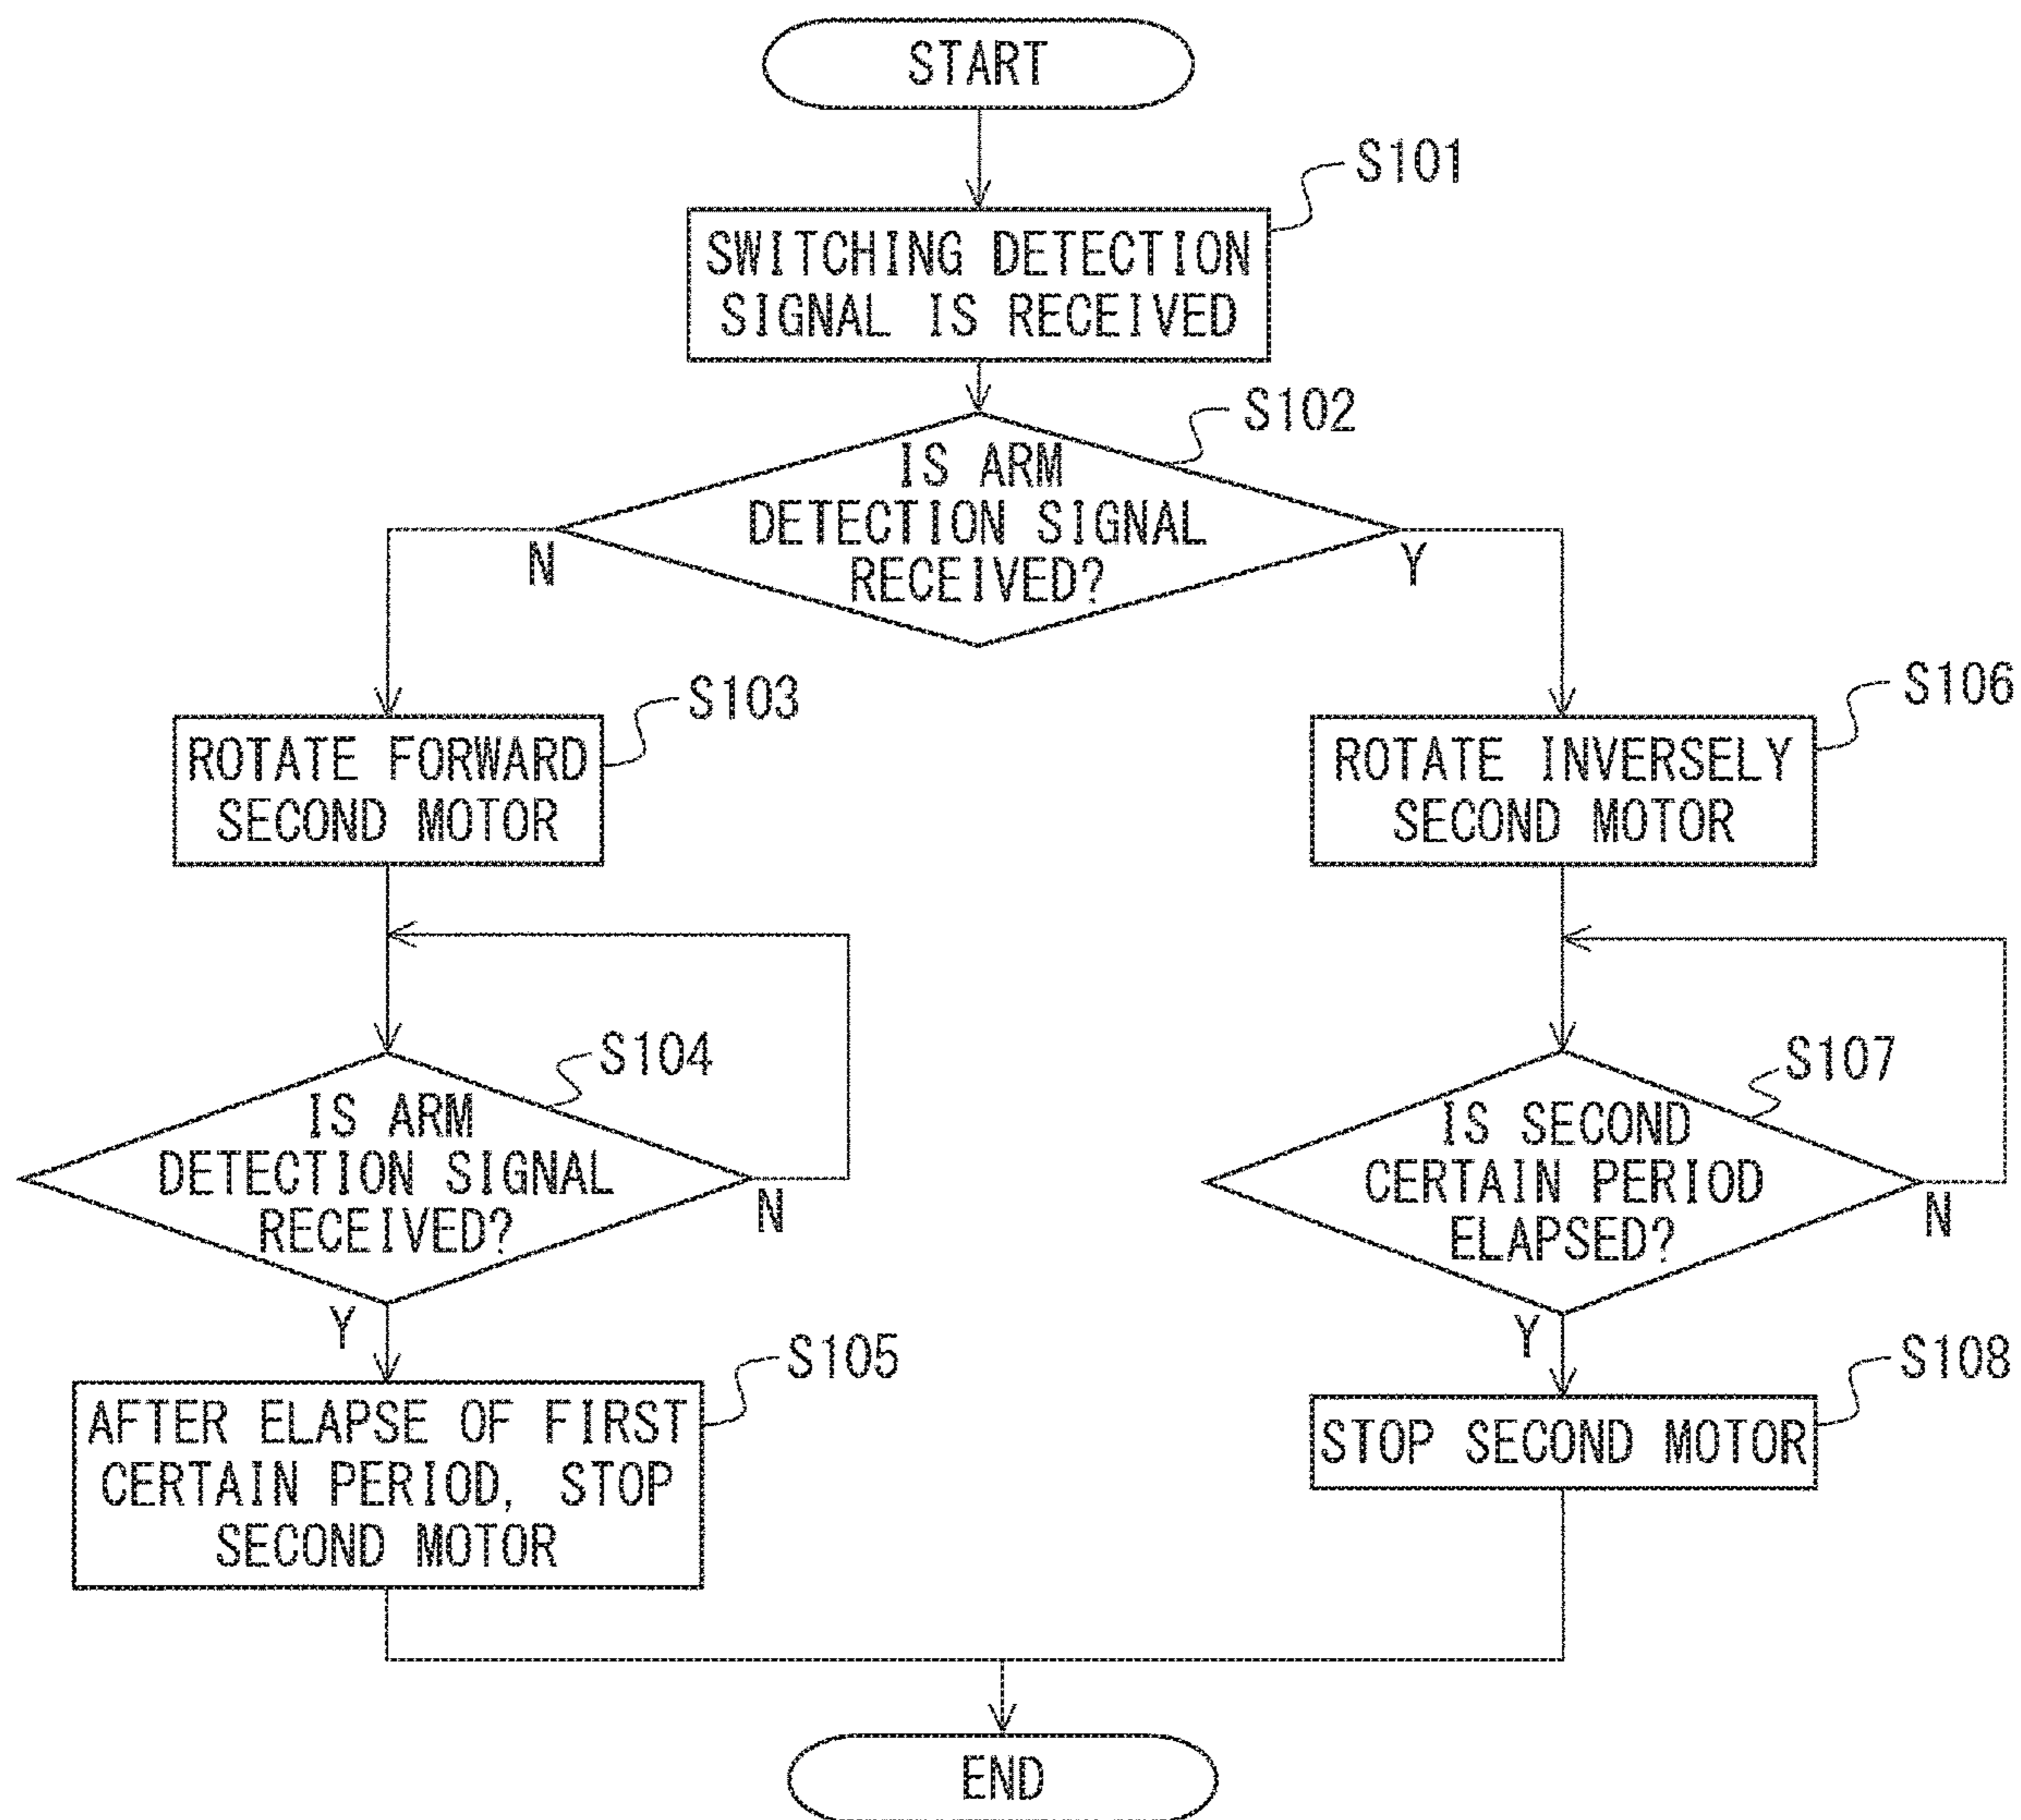 START
S101
SWITCHING DETECTION
SIGNAL IS RECEIVED
S102
IS ARM
DETECTION SIGNAL
RECEIVED?
N
Y
S103
ROTATE FORWARD
SECOND MOTOR
S106
ROTATE INVERSELY
SECOND MOTOR
S104
IS ARM
DETECTION SIGNAL
RECEIVED?
N
Y
S107
IS SECOND
CERTAIN PERIOD
ELAPSED?
N
Y
S105
AFTER ELAPSE OF FIRST
CERTAIN PERIOD, STOP
SECOND MOTOR
S108
STOP SECOND MOTOR
END